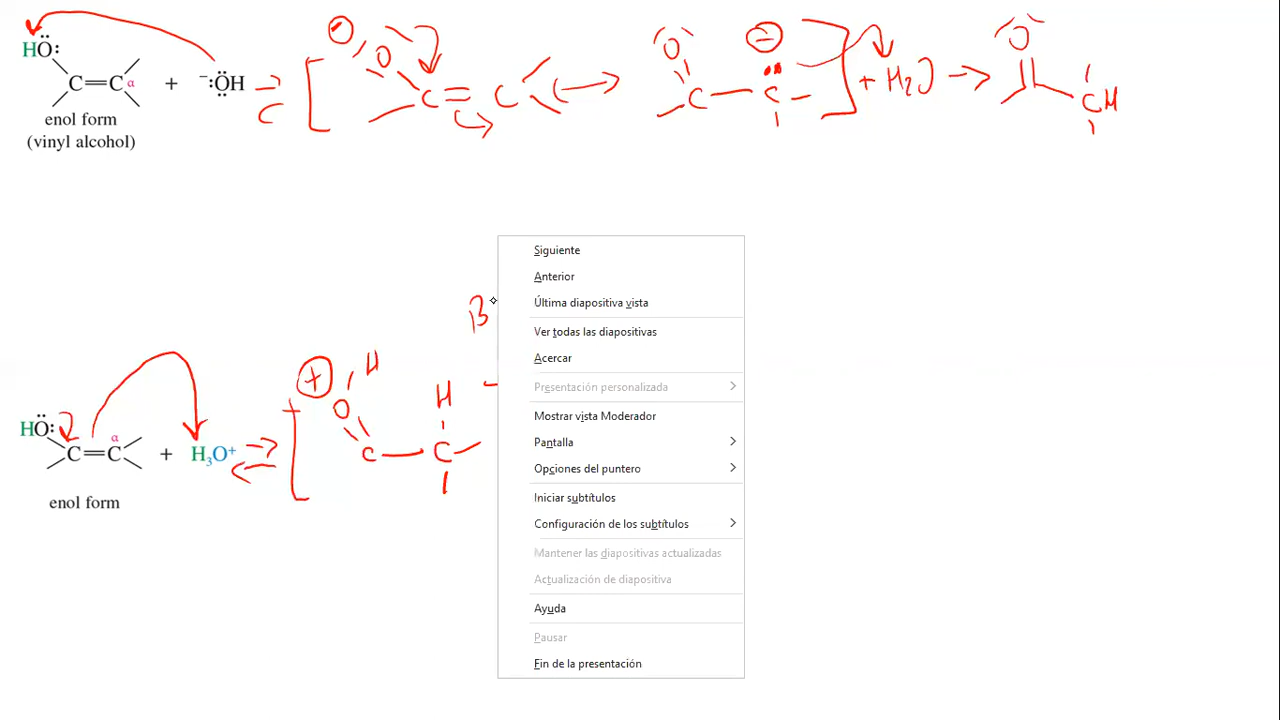 HÖ:
C=C α + ⁻:ÖH
enol form
(vinyl alcohol)
[ ⊖ O C=C ↔ O C-C ⊖ ] + H2O → O CH
B
HÖ:
C=C α + H₃O⁺
enol form
[ ⊕ O H C-C H
Siguiente
Anterior
Última diapositiva vista
Ver todas las diapositivas
Acercar
Presentación personalizada
Mostrar vista Moderador
Pantalla
Opciones del puntero
Iniciar subtítulos
Configuración de los subtítulos
Mantener las diapositivas actualizadas
Actualización de diapositiva
Ayuda
Pausar
Fin de la presentación